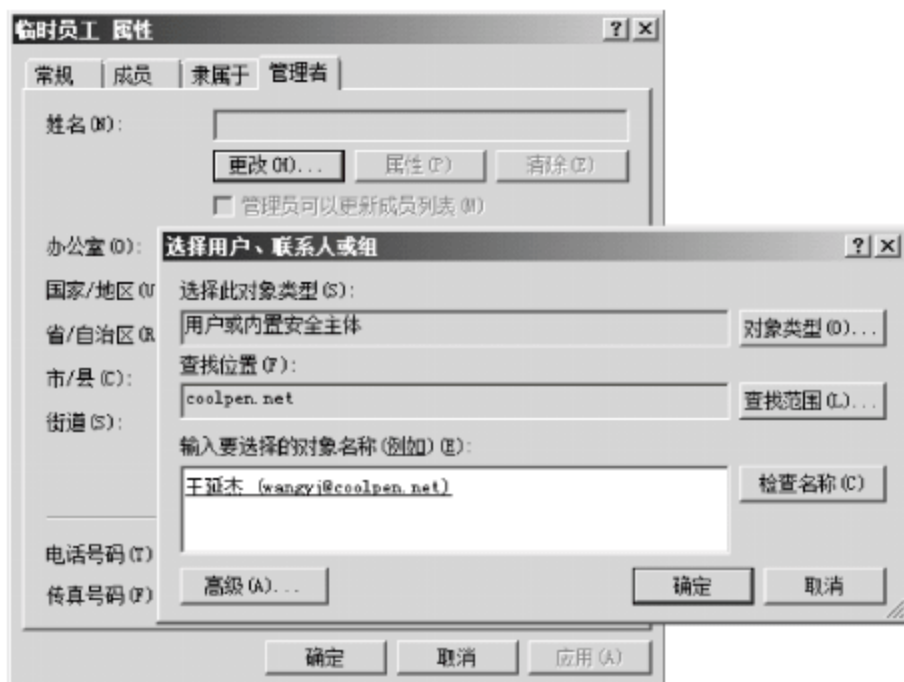 临时员工 属性
常规 成员 隶属于 管理者
姓名(N):
更改(H)... 属性(P) 清除(Z)
管理员可以更新成员列表(M)
办公室(O):
国家/地区(U
省/自治区(R
市/县(C):
街道(S):
电话号码(T)
传真号码(F)
确定 取消 应用(A)
选择用户、联系人或组
选择此对象类型(S):
用户或内置安全主体 对象类型(O)...
查找位置(F):
coolpen.net 查找范围(L)...
输入要选择的对象名称(例如)(E):
王延杰 (wangyj@coolpen.net) 检查名称(C)
高级(A)... 确定 取消